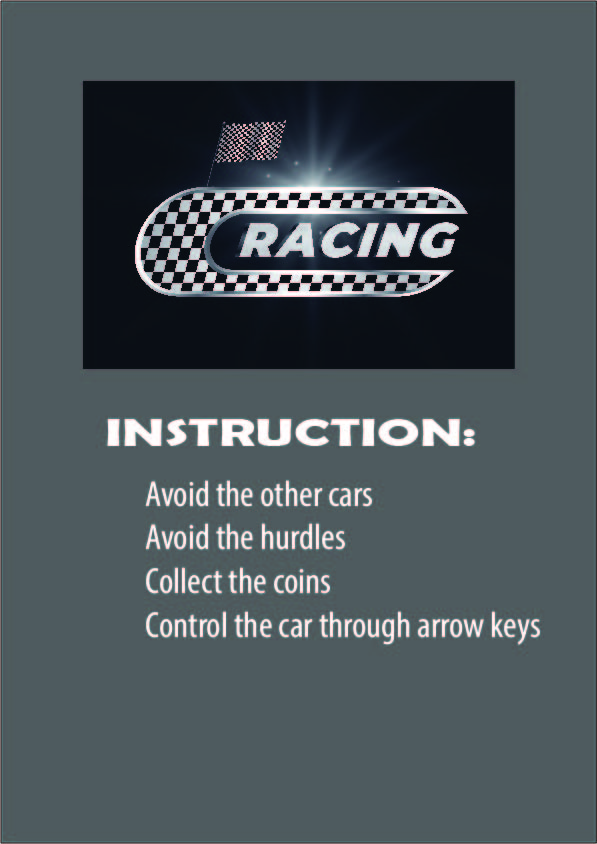 RACING
INSTRUCTION:
Avoid the other cars
Avoid the hurdles
Collect the coins
Control the car through arrow keys